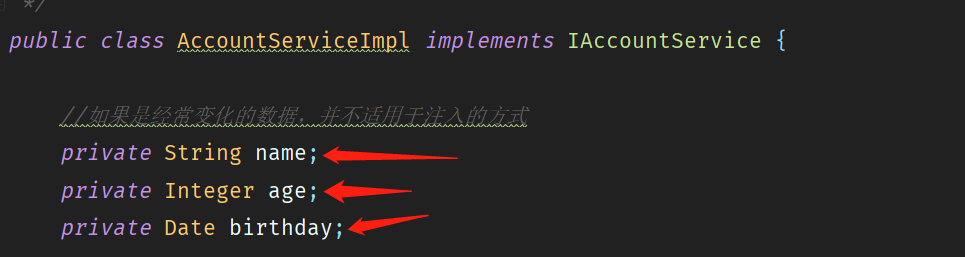 */
public class AccountServiceImpl implements IAccountService {
//如果是经常变化的数据，并不适用于注入的方式
private String name;
private Integer age;
private Date birthday;